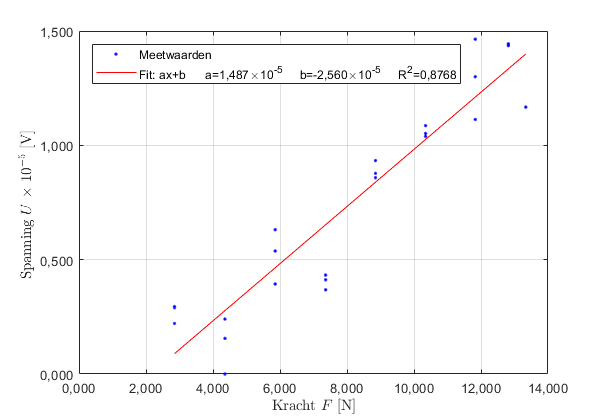 1,500
Meetwaarden
Fit: ax+b a=1,487×10^-5 b=-2,560×10^-5 R^2=0,8768
1,000
Spanning U × 10^−5 [V]
0,500
0,000
0,000 2,000 4,000 6,000 8,000 10,000 12,000 14,000
Kracht F [N]